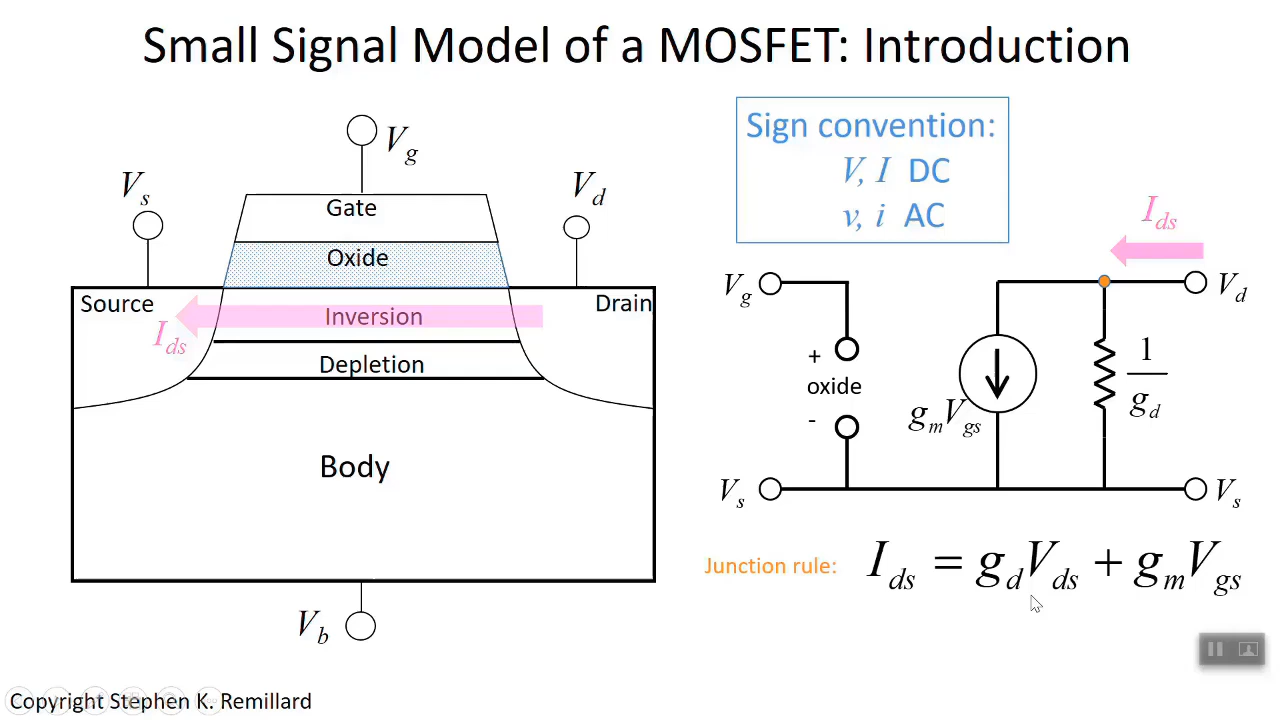 Small Signal Model of a MOSFET: Introduction
V_g
V_s
V_d
Gate
Oxide
Source
Inversion
Drain
I_ds
Depletion
Body
V_b
Sign convention:
V, I DC
v, i AC
I_ds
V_g
V_d
+
oxide
-
g_m V_gs
1
g_d
V_s
V_s
Junction rule: I_ds = g_d V_ds + g_m V_gs
Copyright Stephen K. Remillard